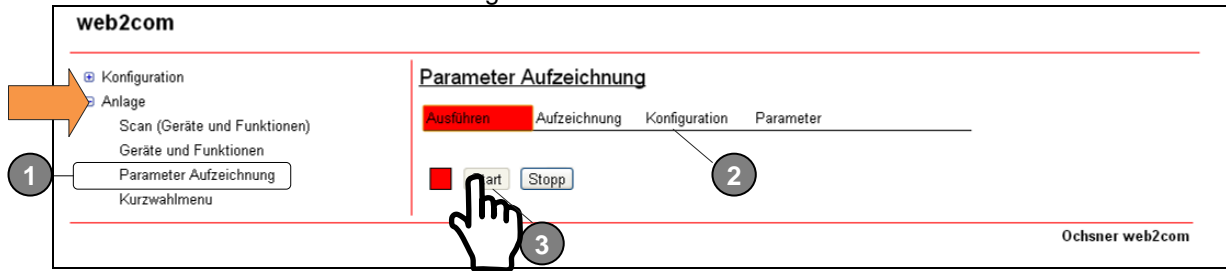 web2com
Konfiguration
Anlage
Scan (Geräte und Funktionen)
Geräte und Funktionen
1
Parameter Aufzeichnung
Kurzwahlmenu
Parameter Aufzeichnung
Ausführen Aufzeichnung Konfiguration Parameter
2
Stopp
3
Ochsner web2com